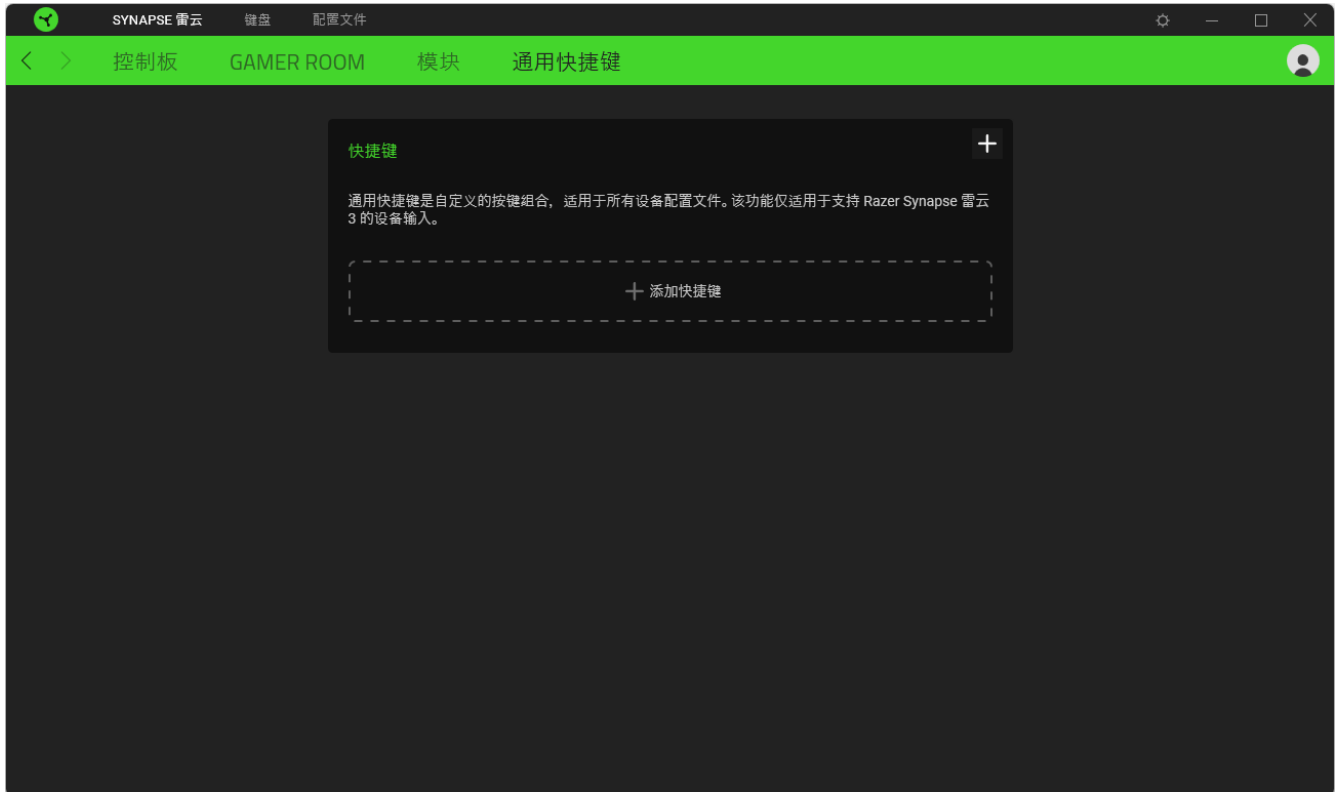 SYNAPSE 雷云 键盘 配置文件
控制板 GAMER ROOM 模块 通用快捷键
快捷键
通用快捷键是自定义的按键组合，适用于所有设备配置文件。该功能仅适用于支持 Razer Synapse 雷云
3 的设备输入。
添加快捷键